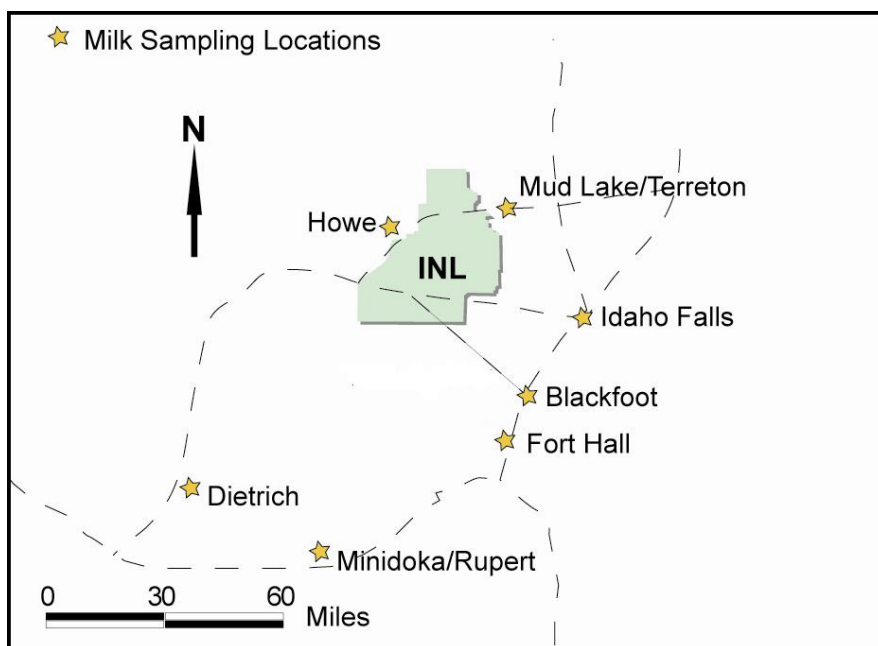 Milk Sampling Locations
N
Mud Lake/Terreton
Howe
INL
Idaho Falls
Blackfoot
Fort Hall
Dietrich
Minidoka/Rupert
0 30 60
Miles